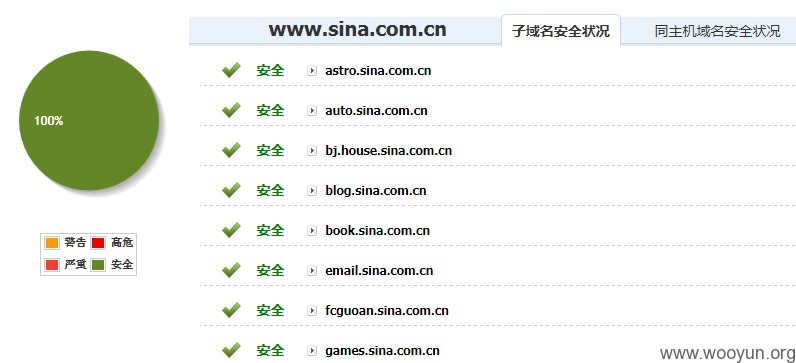 www.sina.com.cn 子域名安全状况 同主机域名安全状况
安全 astro.sina.com.cn
安全 auto.sina.com.cn
100%
安全 bj.house.sina.com.cn
安全 blog.sina.com.cn
安全 book.sina.com.cn
警告 高危
严重 安全
安全 email.sina.com.cn
安全 fcguoan.sina.com.cn
安全 games.sina.com.cn
www.wooyun.org